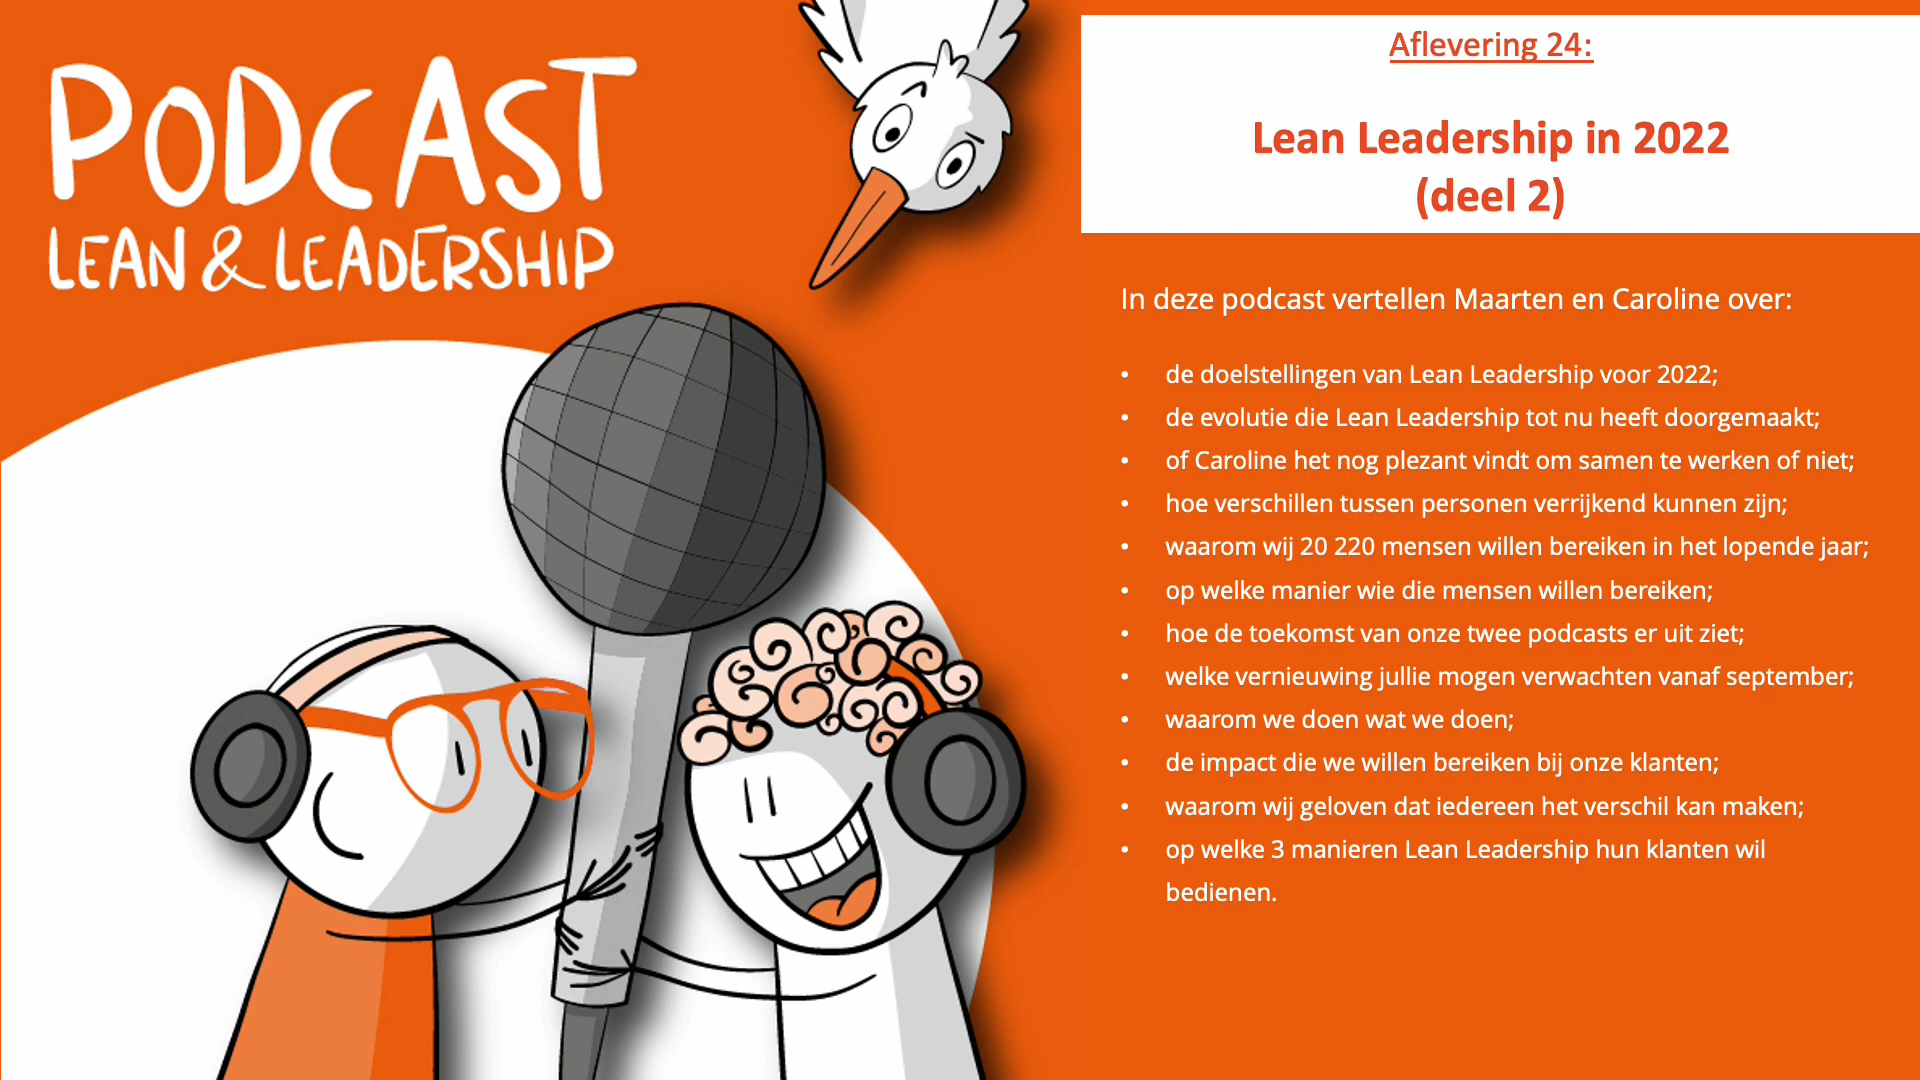 PODCAST
LEAN & LEADERSHIP
Aflevering 24:
Lean Leadership in 2022
(deel 2)
In deze podcast vertellen Maarten en Caroline over:
• de doelstellingen van Lean Leadership voor 2022;
• de evolutie die Lean Leadership tot nu heeft doorgemaakt;
• of Caroline het nog plezant vindt om samen te werken of niet;
• hoe verschillen tussen personen verrijkend kunnen zijn;
• waarom wij 20 220 mensen willen bereiken in het lopende jaar;
• op welke manier wie die mensen willen bereiken;
• hoe de toekomst van onze twee podcasts er uit ziet;
• welke vernieuwing jullie mogen verwachten vanaf september;
• waarom we doen wat we doen;
• de impact die we willen bereiken bij onze klanten;
• waarom wij geloven dat iedereen het verschil kan maken;
• op welke 3 manieren Lean Leadership hun klanten wil
bedienen.